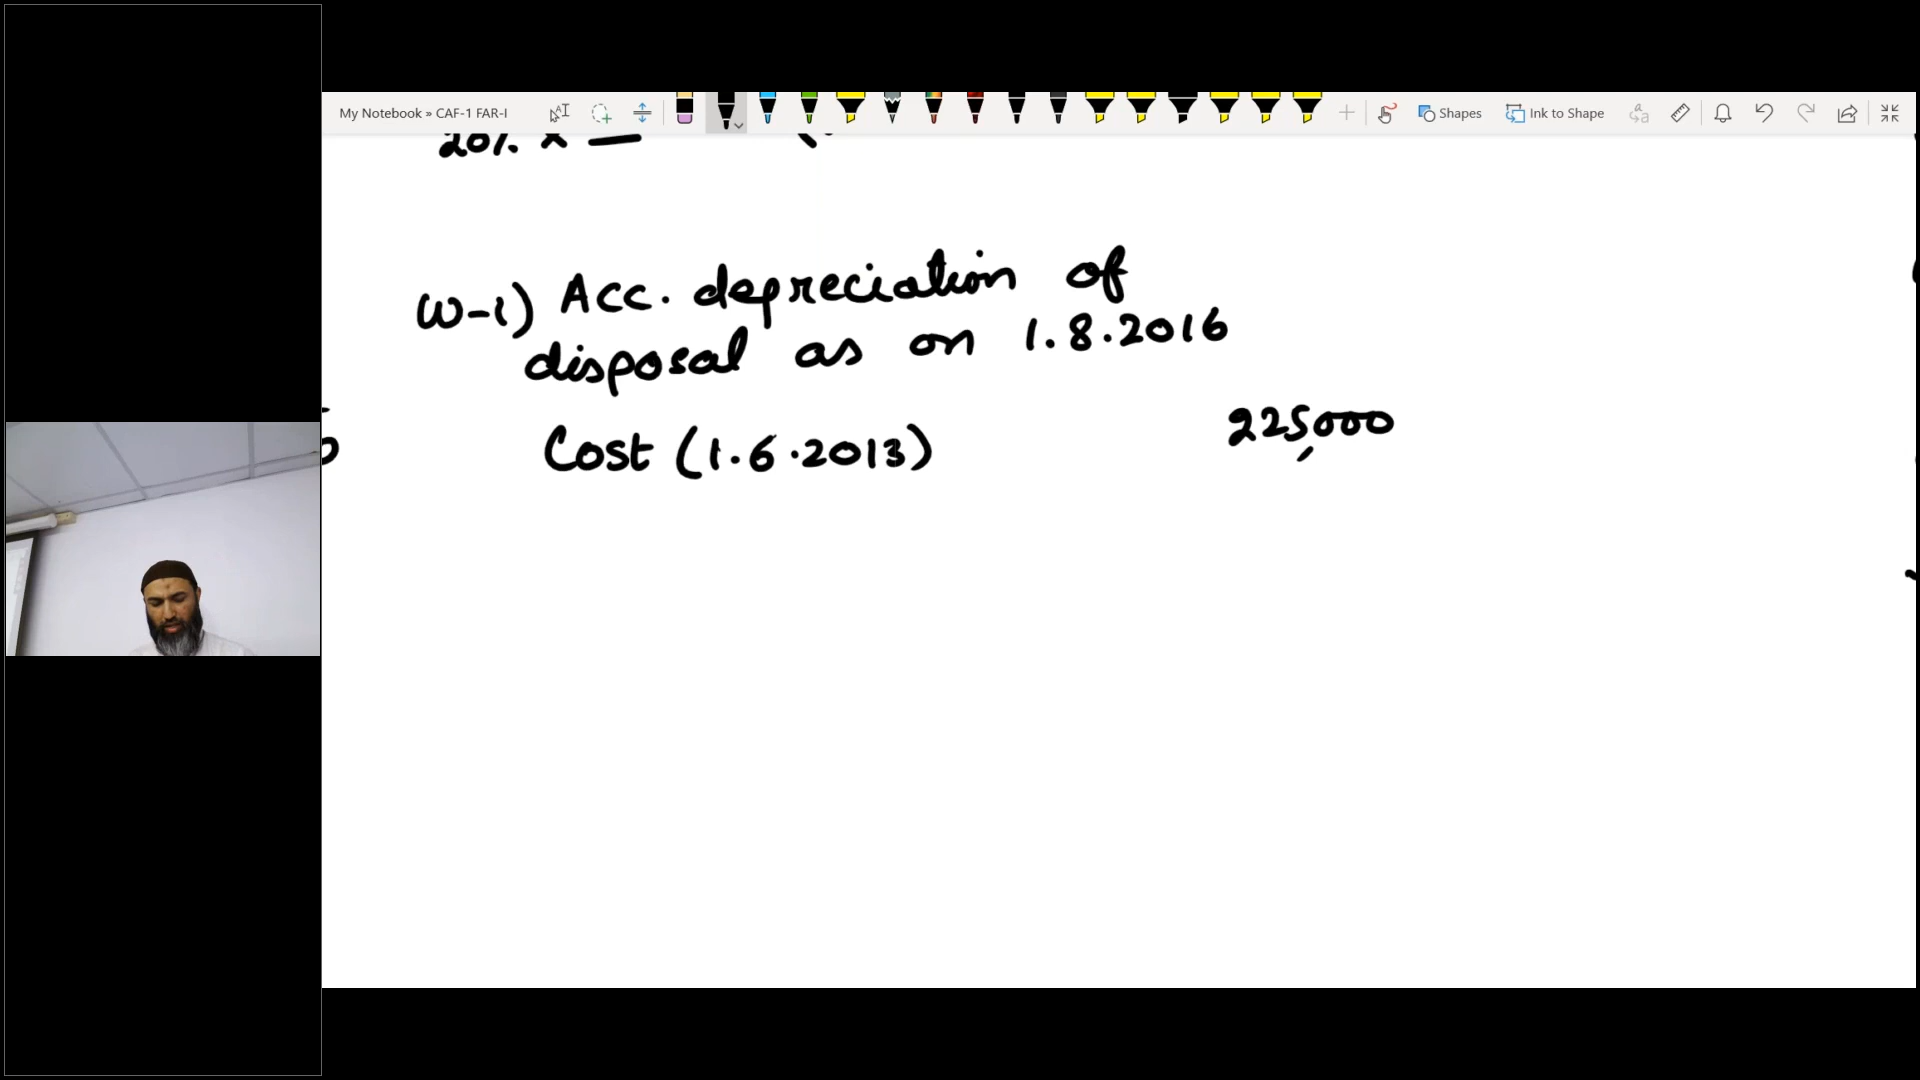 My Notebook » CAF-1 FAR-I
Shapes
Ink to Shape
20% x
W-1) Acc. depreciation of
disposal as on 1.8.2016
Cost (1.6.2013) 225,000